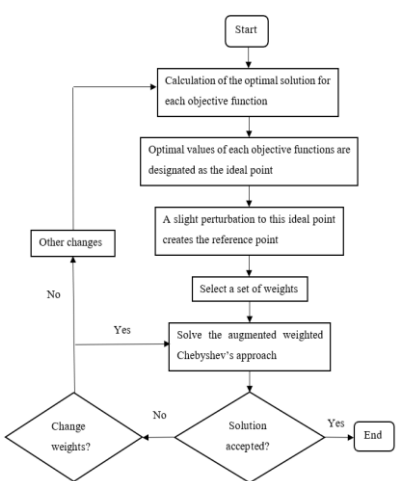 Start
Calculation of the optimal solution for
each objective function
Optimal values of each objective functions are
designated as the ideal point
A slight perturbation to this ideal point
creates the reference point
Other changes
Select a set of weights
No
Yes
Solve the augmented weighted
Chebyshev's approach
Change
weights?
No
Solution
accepted?
Yes
End